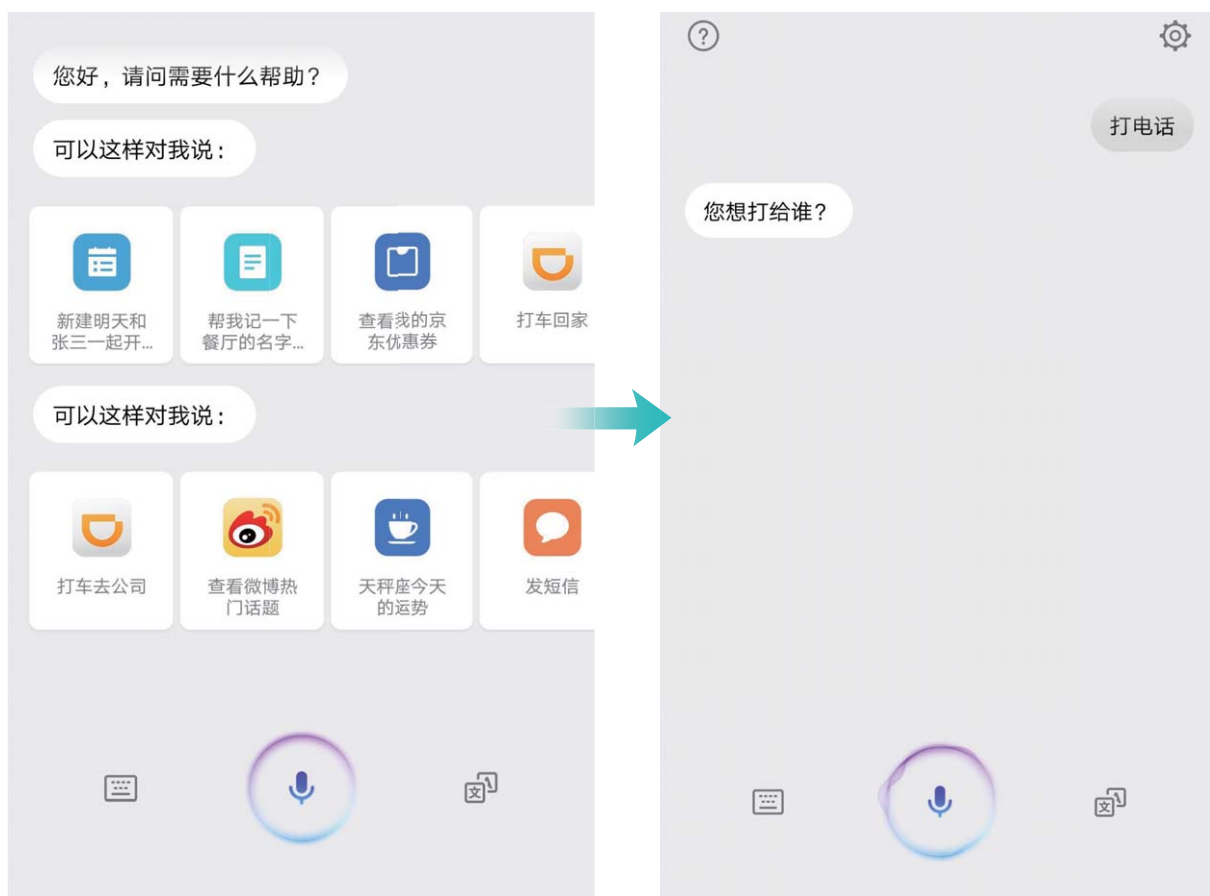 您好，请问需要什么帮助？
可以这样对我说：
新建明天和
张三一起开...
帮我记一下
餐厅的名字...
查看我的京
东优惠券
打车回家
可以这样对我说：
打车去公司
查看微博热
门话题
天秤座今天
的运势
发短信
文
?
打电话
您想打给谁？
文